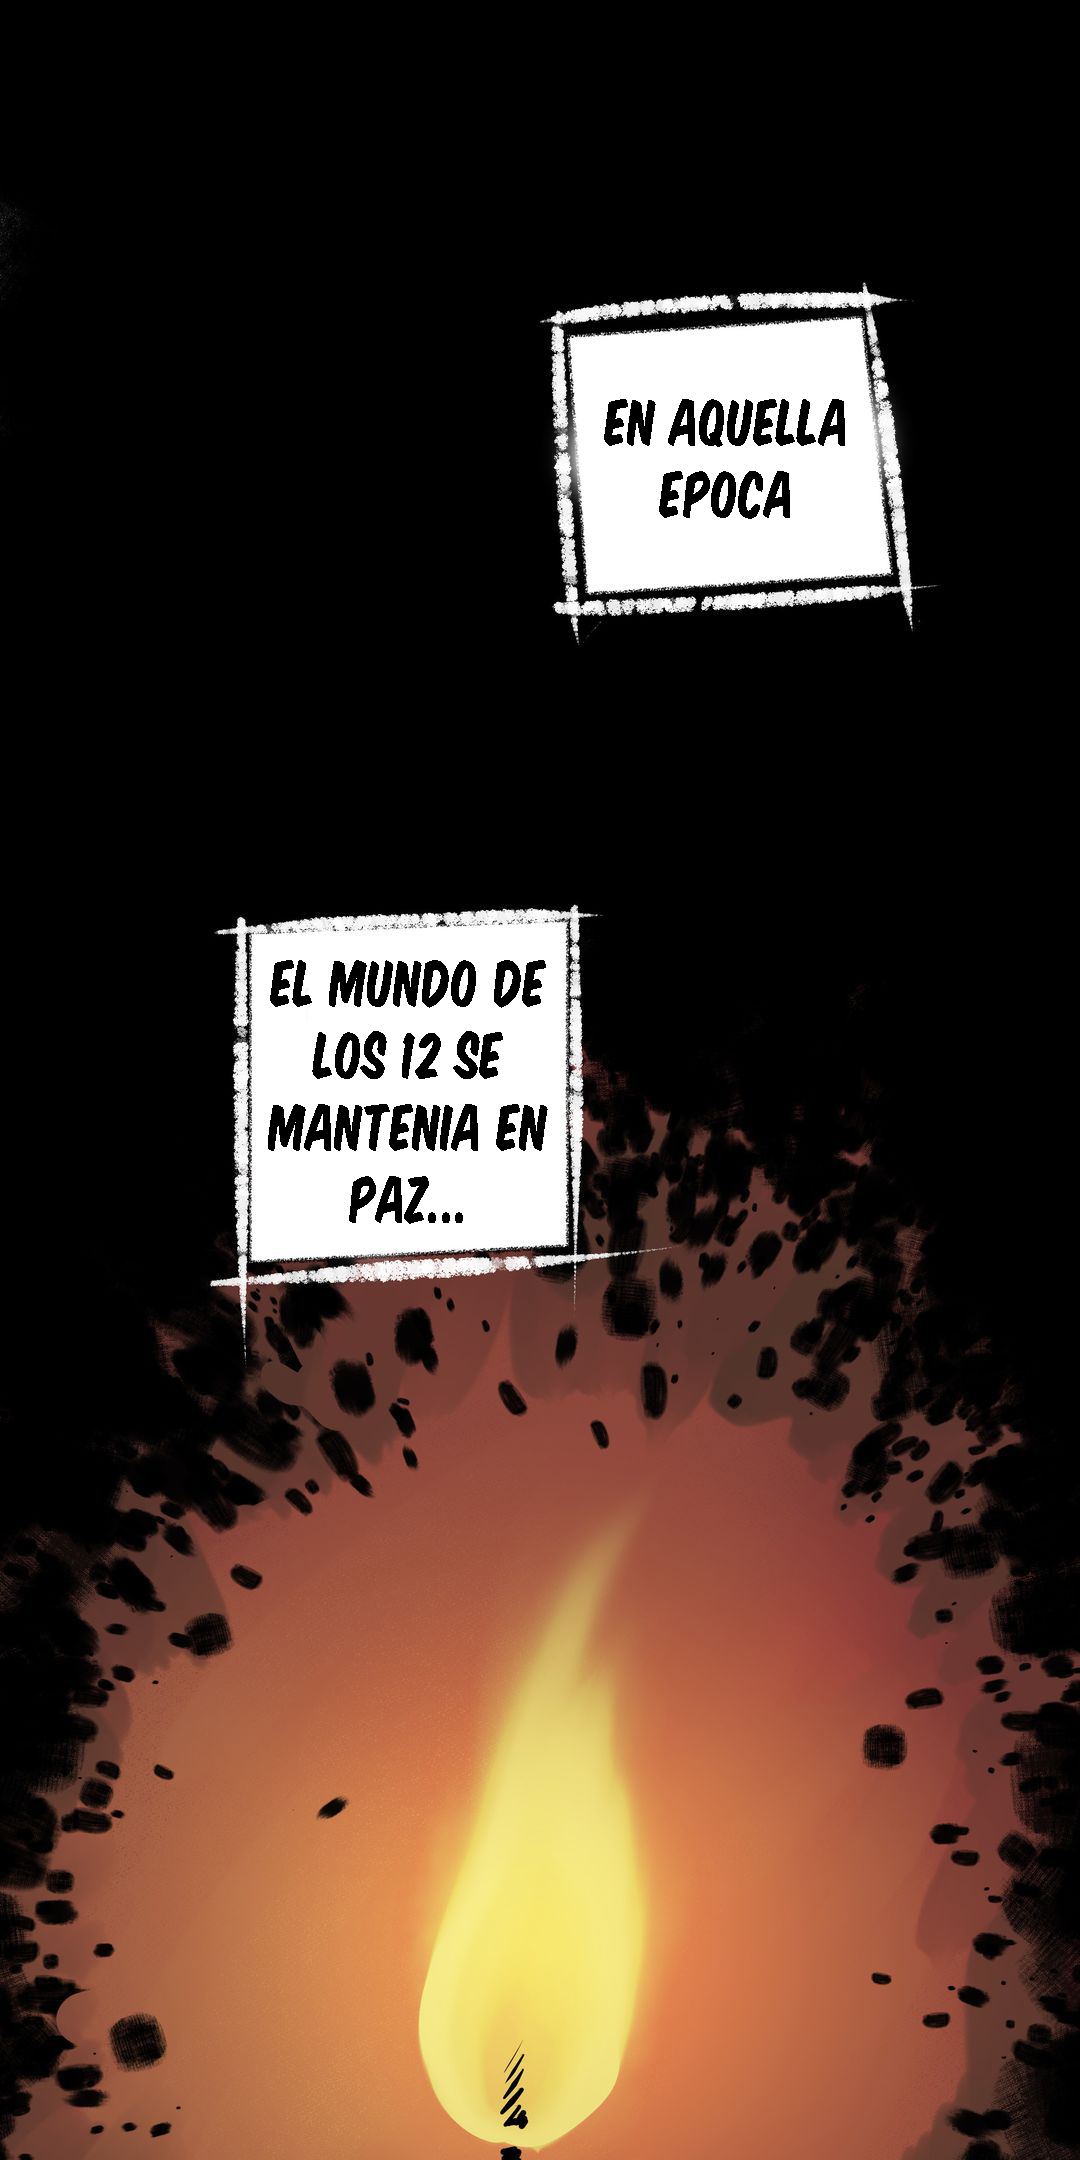 EN AQUELLA
EPOCA
EL MUNDO DE
LOS 12 SE
MANTENIA EN
PAZ...